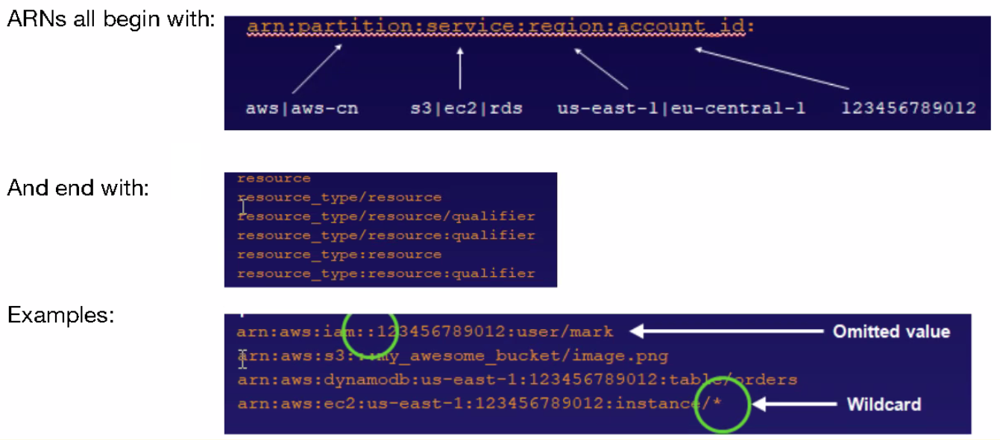 ARNs all begin with:
arn:partition:service:region:account_id:
aws|aws-cn s3|ec2|rds us-east-1|eu-central-1 123456789012
And end with:
resource
resource_type/resource
resource_type/resource/qualifier
resource_type/resource:qualifier
resource_type:resource
resource_type:resource:qualifier
Examples:
arn:aws:iam::123456789012:user/mark Omitted value
arn:aws:s3:::my_awesome_bucket/image.png
arn:aws:dynamodb:us-east-1:123456789012:table/orders
arn:aws:ec2:us-east-1:123456789012:instance/* Wildcard